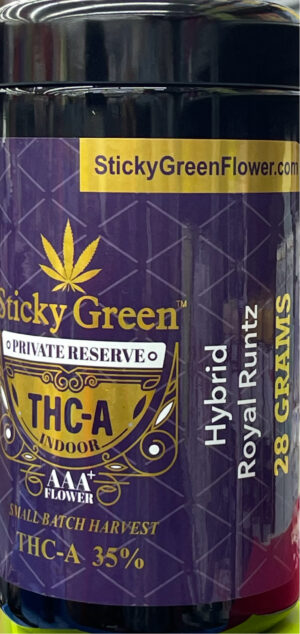 StickyGreenFlower.com
Sticky Green™
PRIVATE RESERVE
THC-A
INDOOR
AAA+
FLOWER
SMALL BATCH HARVEST
THC-A 35%
Hybrid
Royal Runtz
28 GRAMS